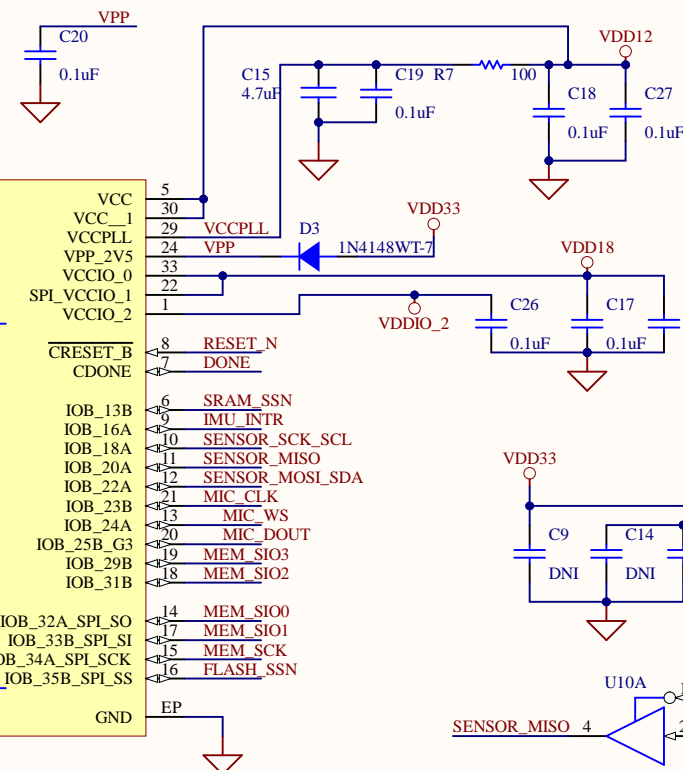 VPP
C20
0.1uF
C15
4.7uF
C19
0.1uF
R7
100
VDD12
C18
0.1uF
C27
0.1uF
VCC 5
VCC__1 30
VCCPLL 29 VCCPLL
VPP_2V5 24 VPP
D3
1N4148WT-7
VDD33
VCCIO_0 33
SPI_VCCIO_1 22
VCCIO_2 1
VDDIO_2
VDD18
C26
0.1uF
C17
0.1uF
CRESET_B 8 RESET_N
CDONE 7 DONE
IOB_13B 6 SRAM_SSN
IOB_16A 9 IMU_INTR
IOB_18A 10 SENSOR_SCK_SCL
IOB_20A 11 SENSOR_MISO
IOB_22A 12 SENSOR_MOSI_SDA
IOB_23B 21 MIC_CLK
IOB_24A 13 MIC_WS
IOB_25B_G3 20 MIC_DOUT
IOB_29B 19 MEM_SIO3
IOB_31B 18 MEM_SIO2
IOB_32A_SPI_SO 14 MEM_SIO0
IOB_33B_SPI_SI 17 MEM_SIO1
OB_34A_SPI_SCK 15 MEM_SCK
IOB_35B_SPI_SS 16 FLASH_SSN
GND EP
VDD33
C9
DNI
C14
DNI
U10A
SENSOR_MISO 4
1
2